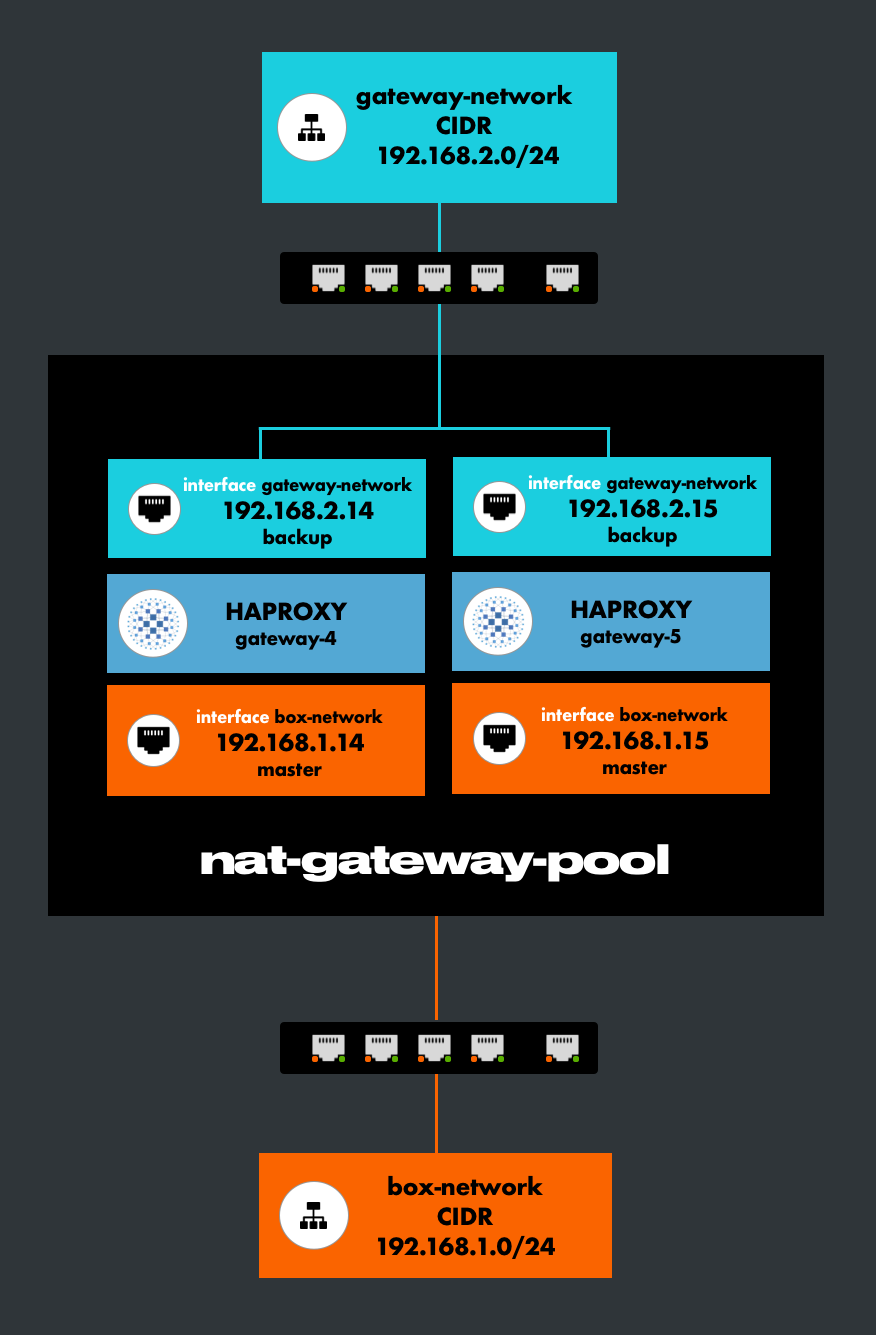 gateway-network
CIDR
192.168.2.0/24
interface gateway-network
192.168.2.14
backup
interface gateway-network
192.168.2.15
backup
HAPROXY
gateway-4
HAPROXY
gateway-5
interface box-network
192.168.1.14
master
interface box-network
192.168.1.15
master
nat-gateway-pool
box-network
CIDR
192.168.1.0/24